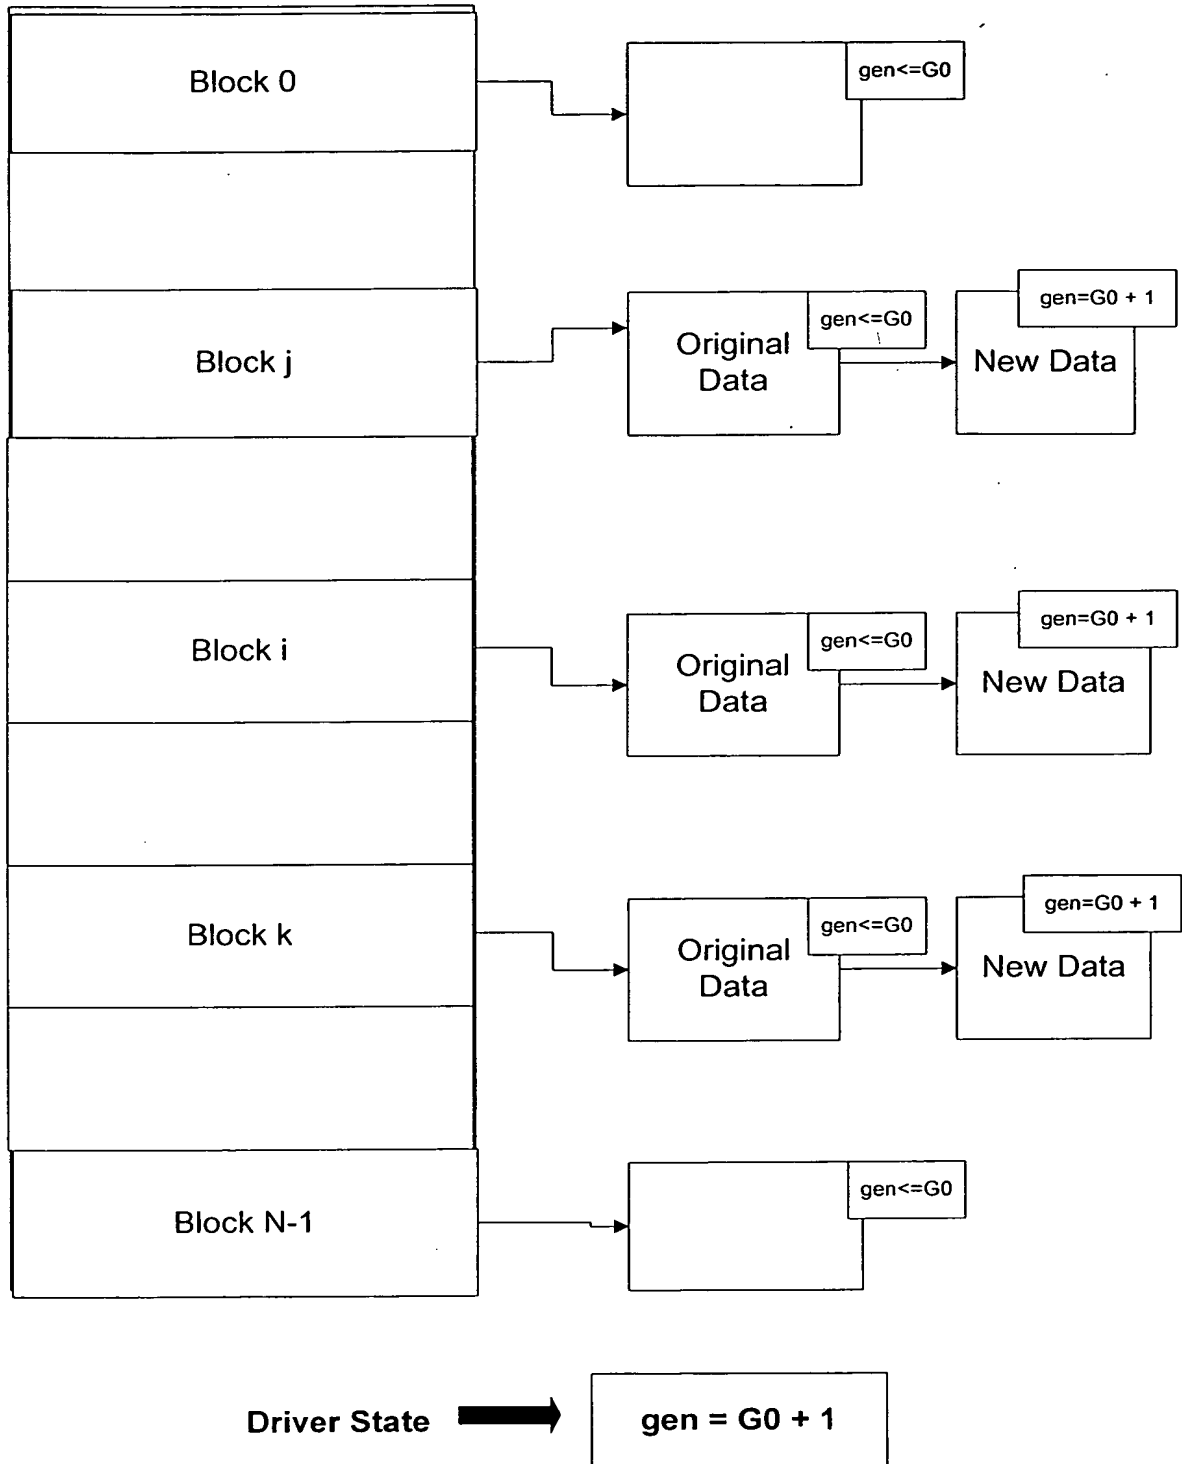 Block 0
gen<=G0
Block j
Original
Data
gen<=G0
gen=G0 + 1
New Data
Block i
Original
Data
gen<=G0
gen=G0 + 1
New Data
Block k
Original
Data
gen<=G0
gen=G0 + 1
New Data
Block N-1
gen<=G0
Driver State
gen = G0 + 1